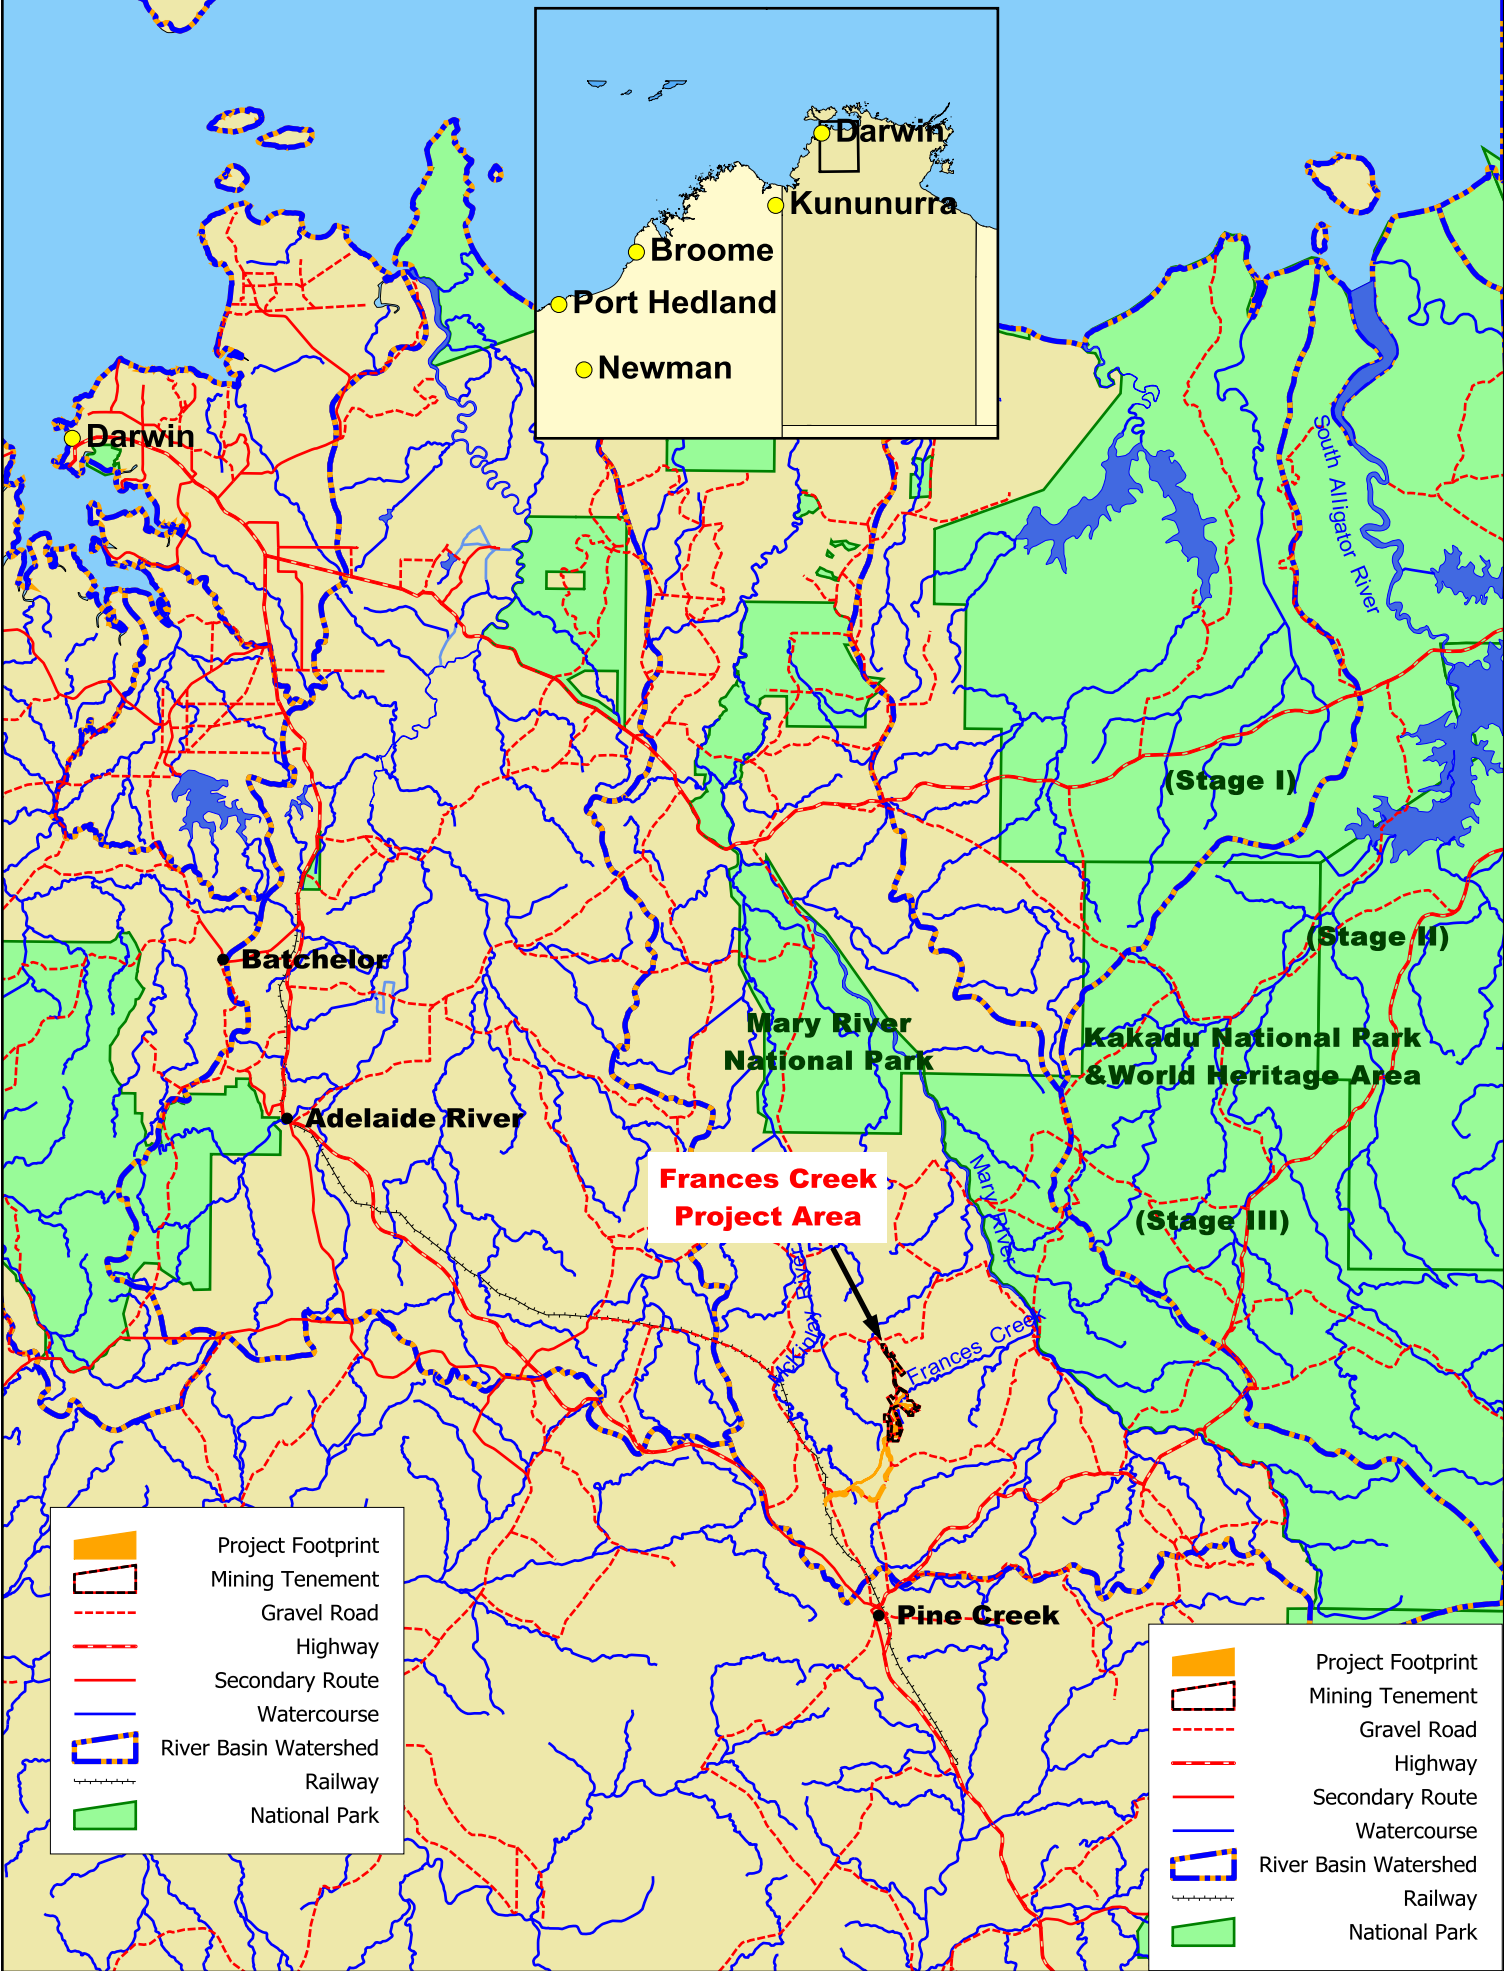 Darwin
Kununurra
Broome
Port Hedland
Newman
Darwin
South Alligator River
(Stage I)
(Stage II)
Batchelor
Mary River
National Park
Kakadu National Park
&World Heritage Area
Adelaide River
Mary River
Frances Creek
Project Area
(Stage III)
McKinlay River
Frances Creek
Pine Creek
Project Footprint
Mining Tenement
Gravel Road
Highway
Secondary Route
Watercourse
River Basin Watershed
Railway
National Park
Project Footprint
Mining Tenement
Gravel Road
Highway
Secondary Route
Watercourse
River Basin Watershed
Railway
National Park